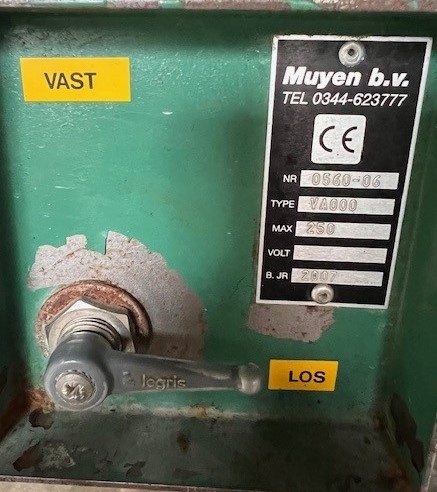 VAST
Muyen b.v.
TEL 0344-623777
CE
NR 0560-06
TYPE VA000
MAX 250
VOLT
B. JR 2007
legris
LOS